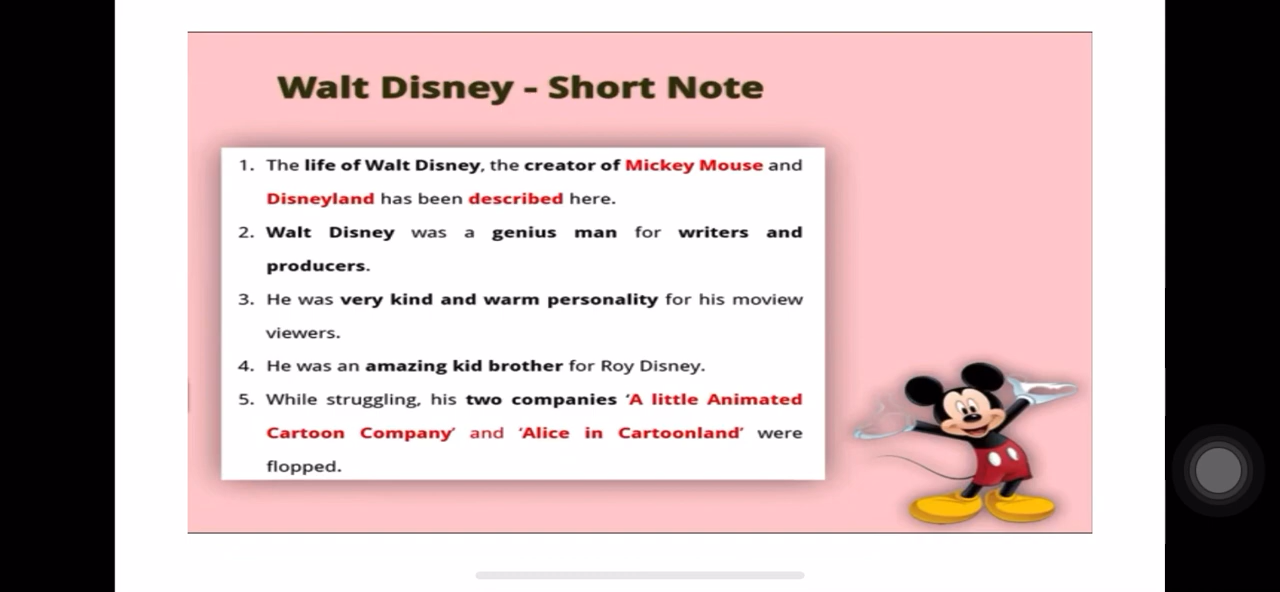 Walt Disney - Short Note
1. The life of Walt Disney, the creator of Mickey Mouse and
Disneyland has been described here.
2. Walt Disney was a genius man for writers and
producers.
3. He was very kind and warm personality for his moview
viewers.
4. He was an amazing kid brother for Roy Disney.
5. While struggling, his two companies ‘A little Animated
Cartoon Company’ and ‘Alice in Cartoonland’ were
flopped.